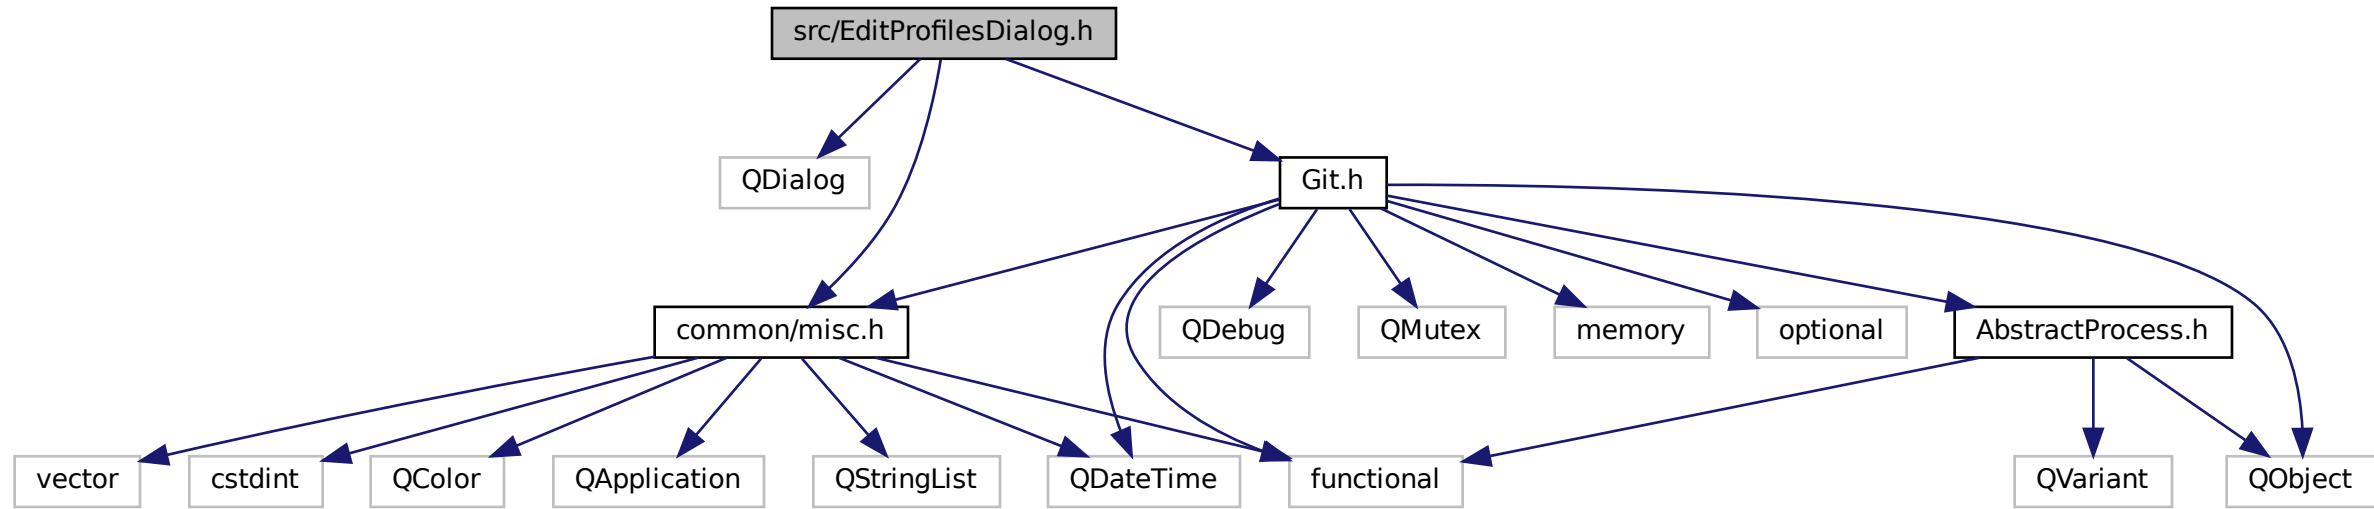 src/EditProfilesDialog.h
QDialog
Git.h
common/misc.h
QDebug
QMutex
memory
optional
AbstractProcess.h
vector
cstdint
QColor
QApplication
QStringList
QDateTime
functional
QVariant
QObject